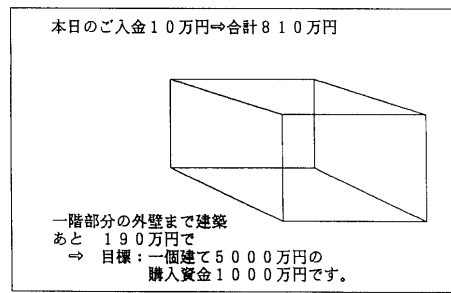 本日のご入金１０万円⇒合計８１０万円
一階部分の外壁まで建築
あと　１９０万円で
⇒　目標：一個建て５０００万円の
購入資金１０００万円です。